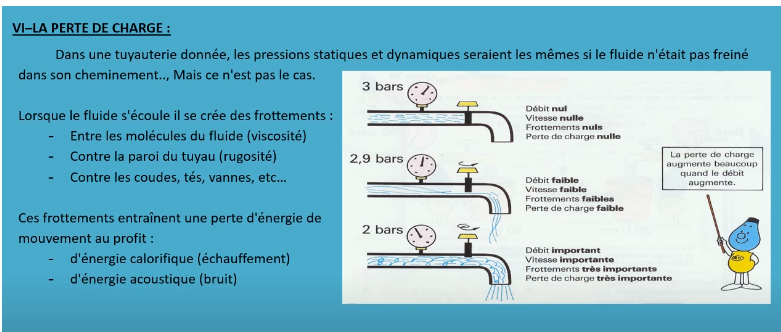 VI–LA PERTE DE CHARGE :
Dans une tuyauterie donnée, les pressions statiques et dynamiques seraient les mêmes si le fluide n'était pas freiné
dans son cheminement.., Mais ce n'est pas le cas.
Lorsque le fluide s'écoule il se crée des frottements :
- Entre les molécules du fluide (viscosité)
- Contre la paroi du tuyau (rugosité)
- Contre les coudes, tés, vannes, etc...
Ces frottements entraînent une perte d'énergie de
mouvement au profit :
- d'énergie calorifique (échauffement)
- d'énergie acoustique (bruit)
3 bars
Débit nul
Vitesse nulle
Frottements nuls
Perte de charge nulle
2,9 bars
Débit faible
Vitesse faible
Frottements faibles
Perte de charge faible
2 bars
Débit important
Vitesse importante
Frottements très importants
Perte de charge très importante
La perte de charge
augmente beaucoup
quand le débit
augmente.